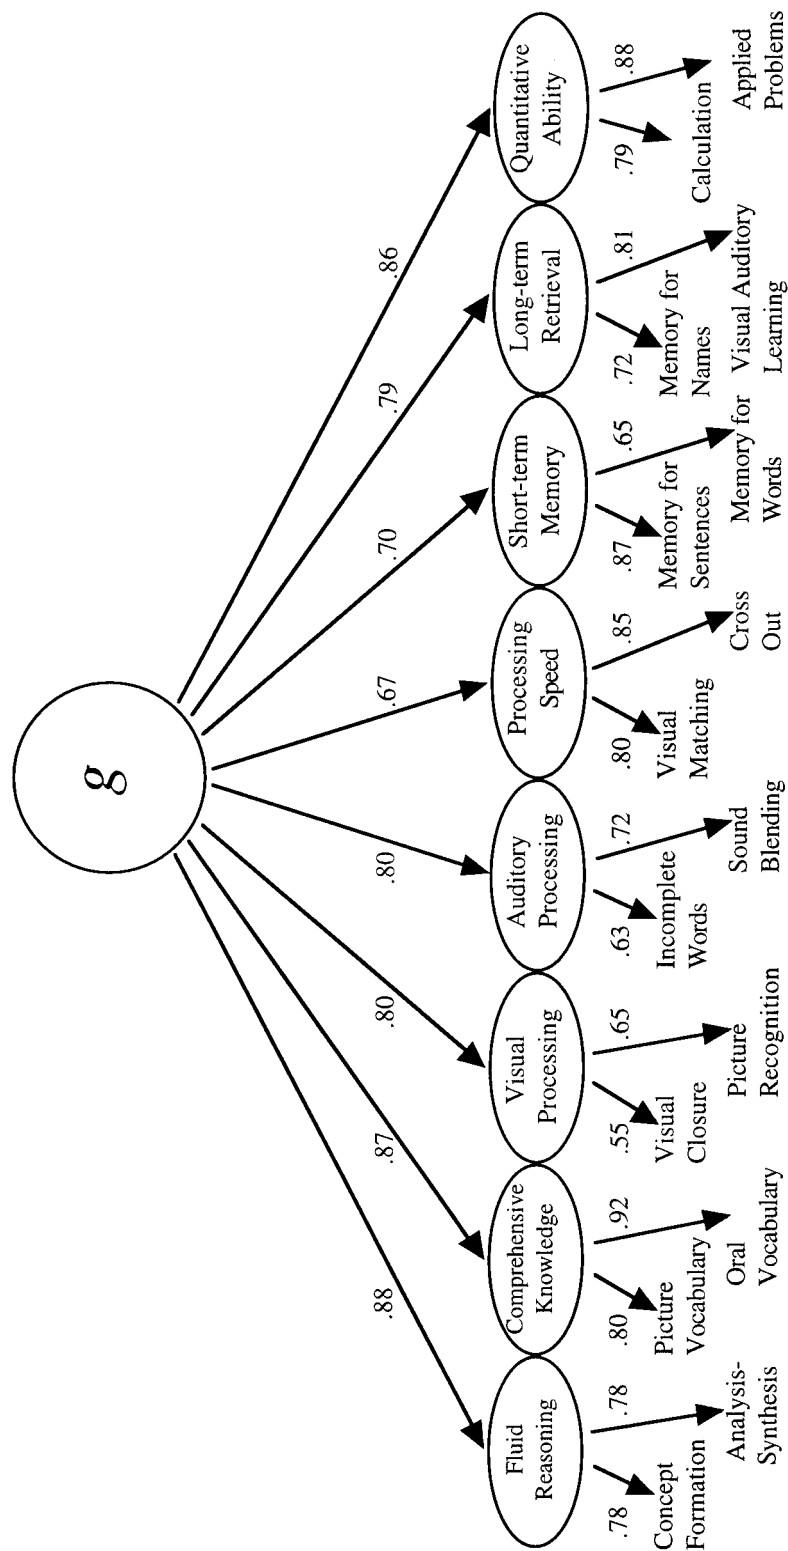 g
.88
.87
.80
.80
.67
.70
.79
.86
Fluid
Reasoning
Comprehensive
Knowledge
Visual
Processing
Auditory
Processing
Processing
Speed
Short-term
Memory
Long-term
Retrieval
Quantitative
Ability
.78
.78
.80
.92
.55
.65
.63
.72
.80
.85
.87
.65
.72
.81
.79
.88
Concept
Formation
Analysis-
Synthesis
Picture
Vocabulary
Oral
Vocabulary
Visual
Closure
Picture
Recognition
Incomplete
Words
Sound
Blending
Visual
Matching
Cross
Out
Memory for
Sentences
Memory for
Words
Memory for
Names
Visual Auditory
Learning
Calculation
Applied
Problems